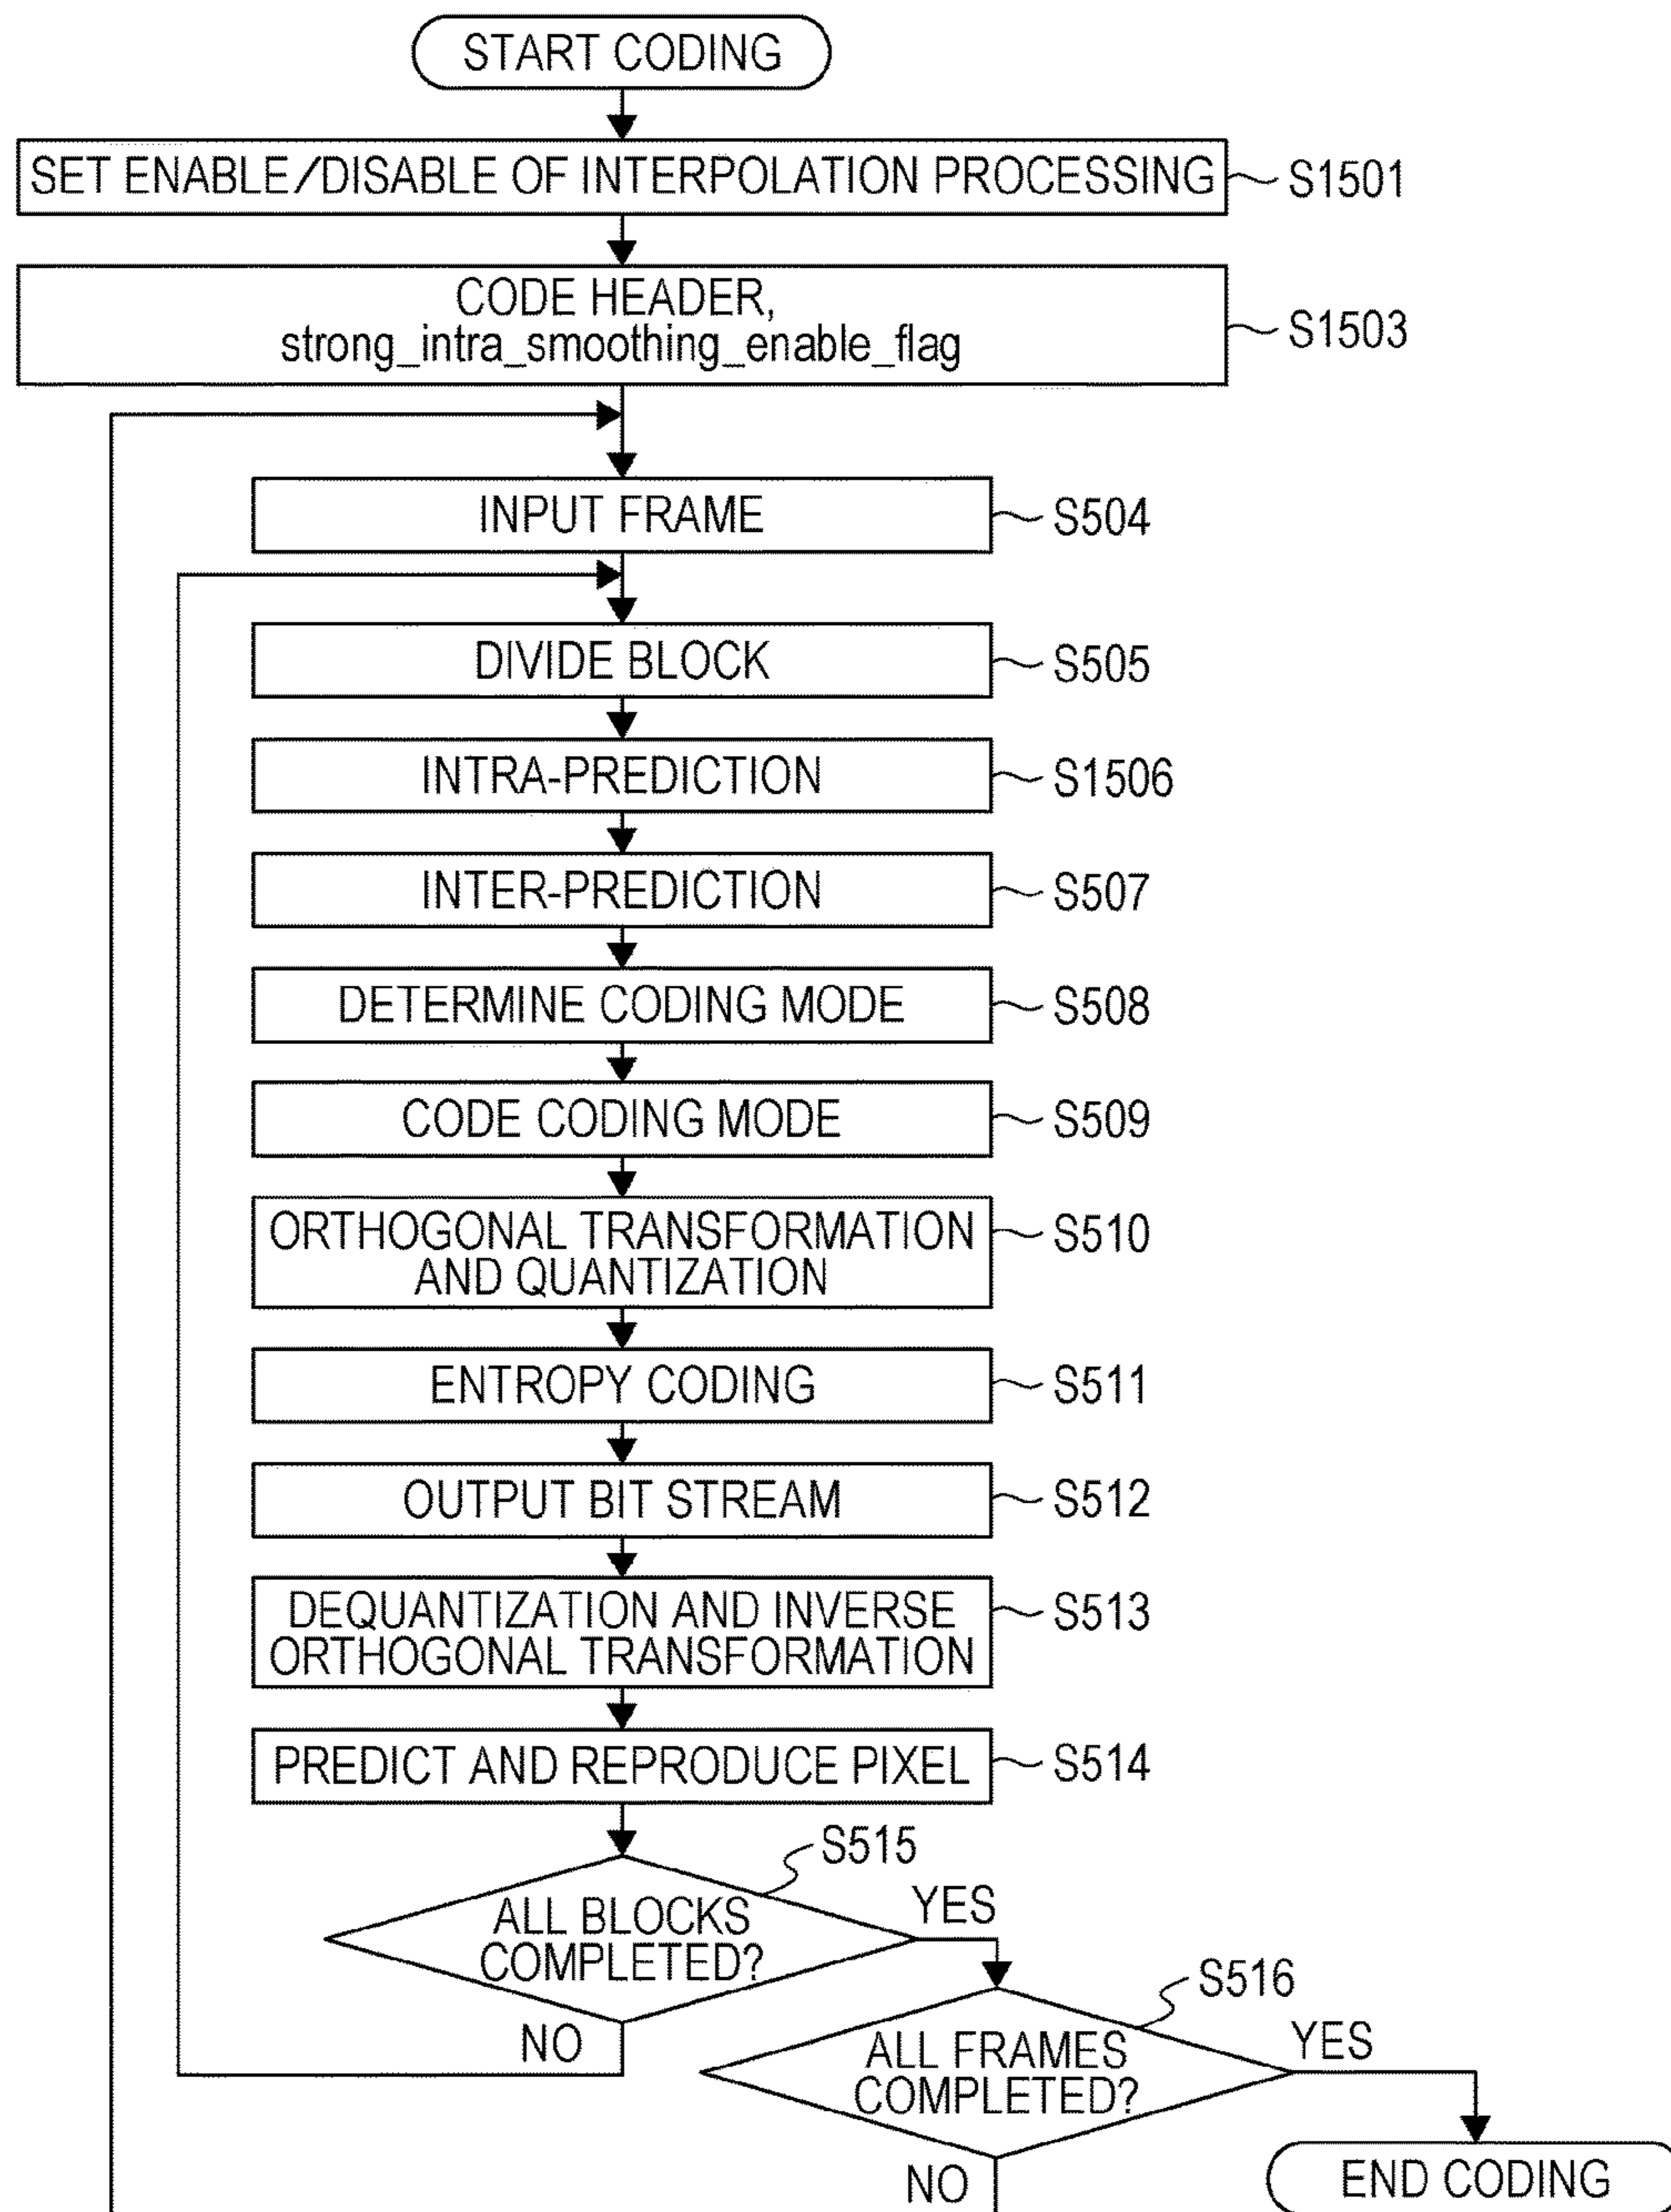 START CODING
SET ENABLE/DISABLE OF INTERPOLATION PROCESSING
S1501
CODE HEADER,
strong_intra_smoothing_enable_flag
S1503
INPUT FRAME
S504
DIVIDE BLOCK
S505
INTRA-PREDICTION
S1506
INTER-PREDICTION
S507
DETERMINE CODING MODE
S508
CODE CODING MODE
S509
ORTHOGONAL TRANSFORMATION
AND QUANTIZATION
S510
ENTROPY CODING
S511
OUTPUT BIT STREAM
S512
DEQUANTIZATION AND INVERSE
ORTHOGONAL TRANSFORMATION
S513
PREDICT AND REPRODUCE PIXEL
S514
S515
ALL BLOCKS
COMPLETED?
YES
NO
S516
ALL FRAMES
COMPLETED?
YES
NO
END CODING